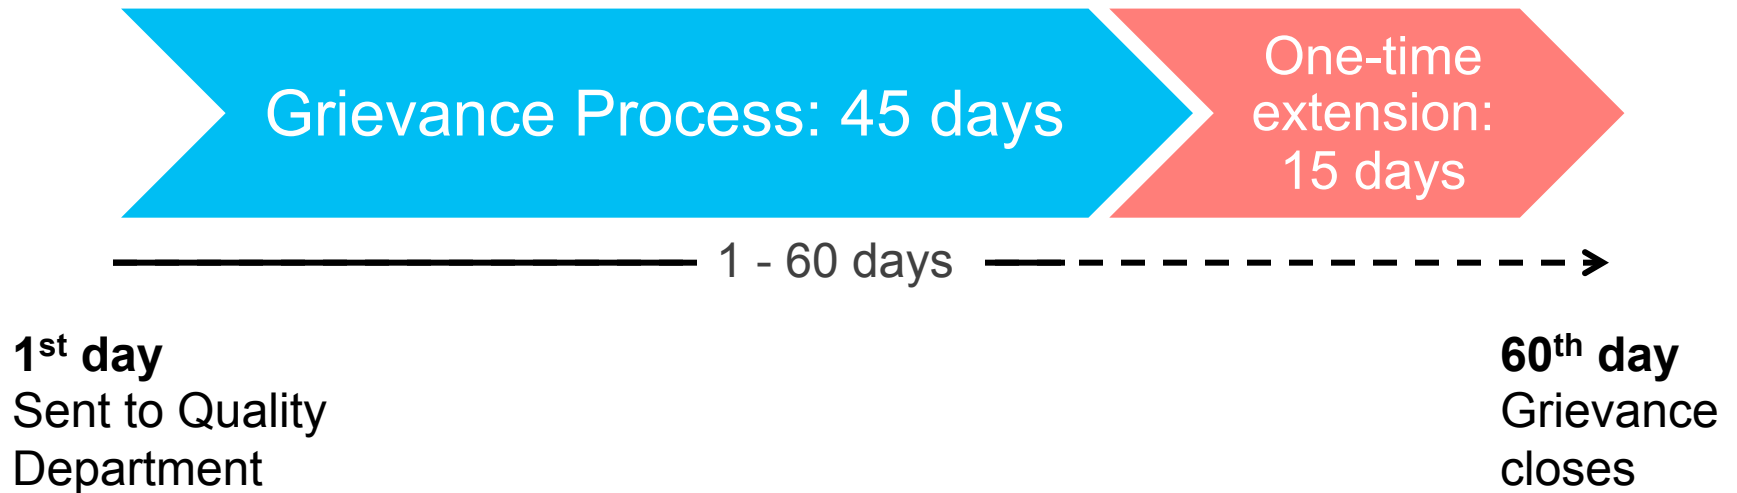 Grievance Process: 45 days
One-time
extension:
15 days
1 - 60 days
1st day
Sent to Quality
Department
60th day
Grievance
closes